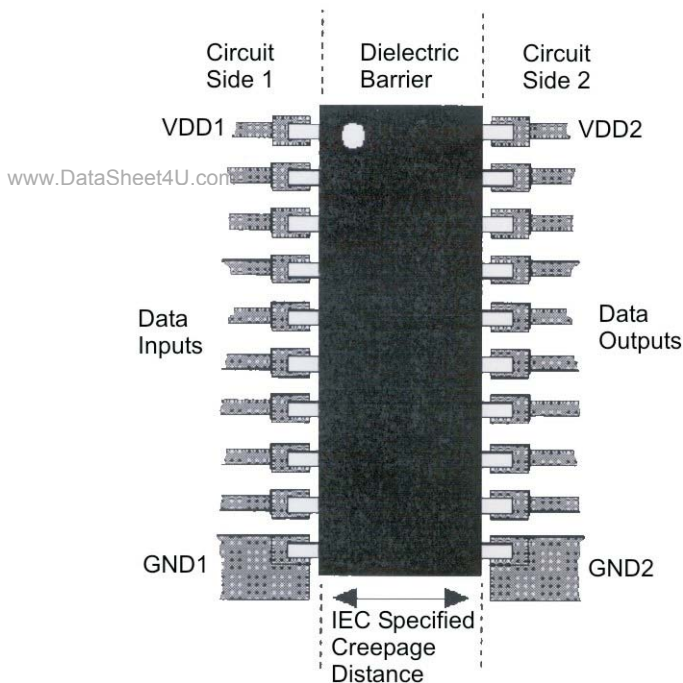 Circuit
Side 1
Dielectric
Barrier
Circuit
Side 2
VDD1
VDD2
www.DataSheet4U.com
Data
Inputs
Data
Outputs
GND1
GND2
IEC Specified
Creepage
Distance